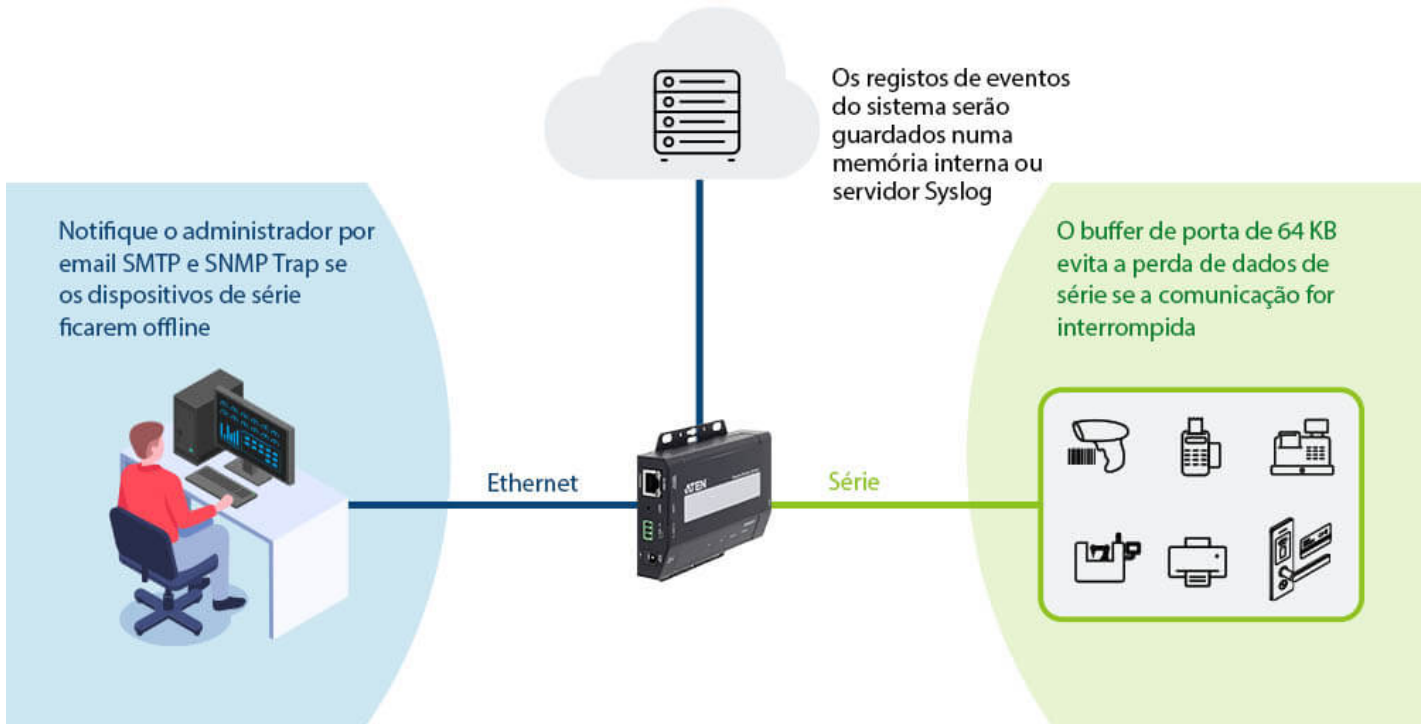 Os registos de eventos
do sistema serão
guardados numa
memória interna ou
servidor Syslog
Notifique o administrador por
email SMTP e SNMP Trap se
os dispositivos de série
ficarem offline
O buffer de porta de 64 KB
evita a perda de dados de
série se a comunicação for
interrompida
Ethernet
ATEN
Série